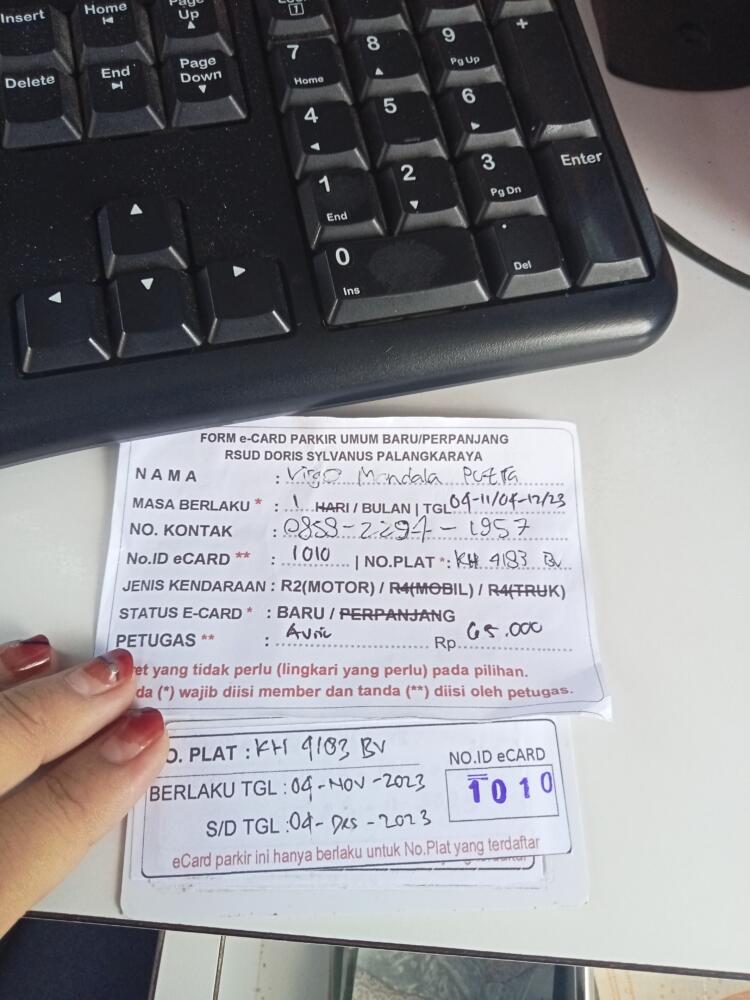 Insert Home Page Up
Delete End Page Down
1
7 Home 8 9 Pg Up +
4 5 6
1 End 2 3 Pg Dn Enter
0 Ins . Del
FORM e-CARD PARKIR UMUM BARU/PERPANJANG
RSUD DORIS SYLVANUS PALANGKARAYA
NAMA : Virgo Mandala Putra
MASA BERLAKU * : 1 HARI / BULAN | TGL 04-11/04-12/23
NO. KONTAK : 0859-2294-1957
No.ID eCARD ** : 1010 | NO.PLAT *: KH 4183 BV
JENIS KENDARAAN : R2(MOTOR) / R4(MOBIL) / R4(TRUK)
STATUS E-CARD * : BARU / PERPANJANG
PETUGAS ** : Rp 65.000
et yang tidak perlu (lingkari yang perlu) pada pilihan.
da (*) wajib diisi member dan tanda (**) diisi oleh petugas.
O. PLAT : KH 4183 BV
NO.ID eCARD
1010
BERLAKU TGL : 04-NOV-2023
S/D TGL : 04-DES-2023
eCard parkir ini hanya berlaku untuk No.Plat yang terdaftar